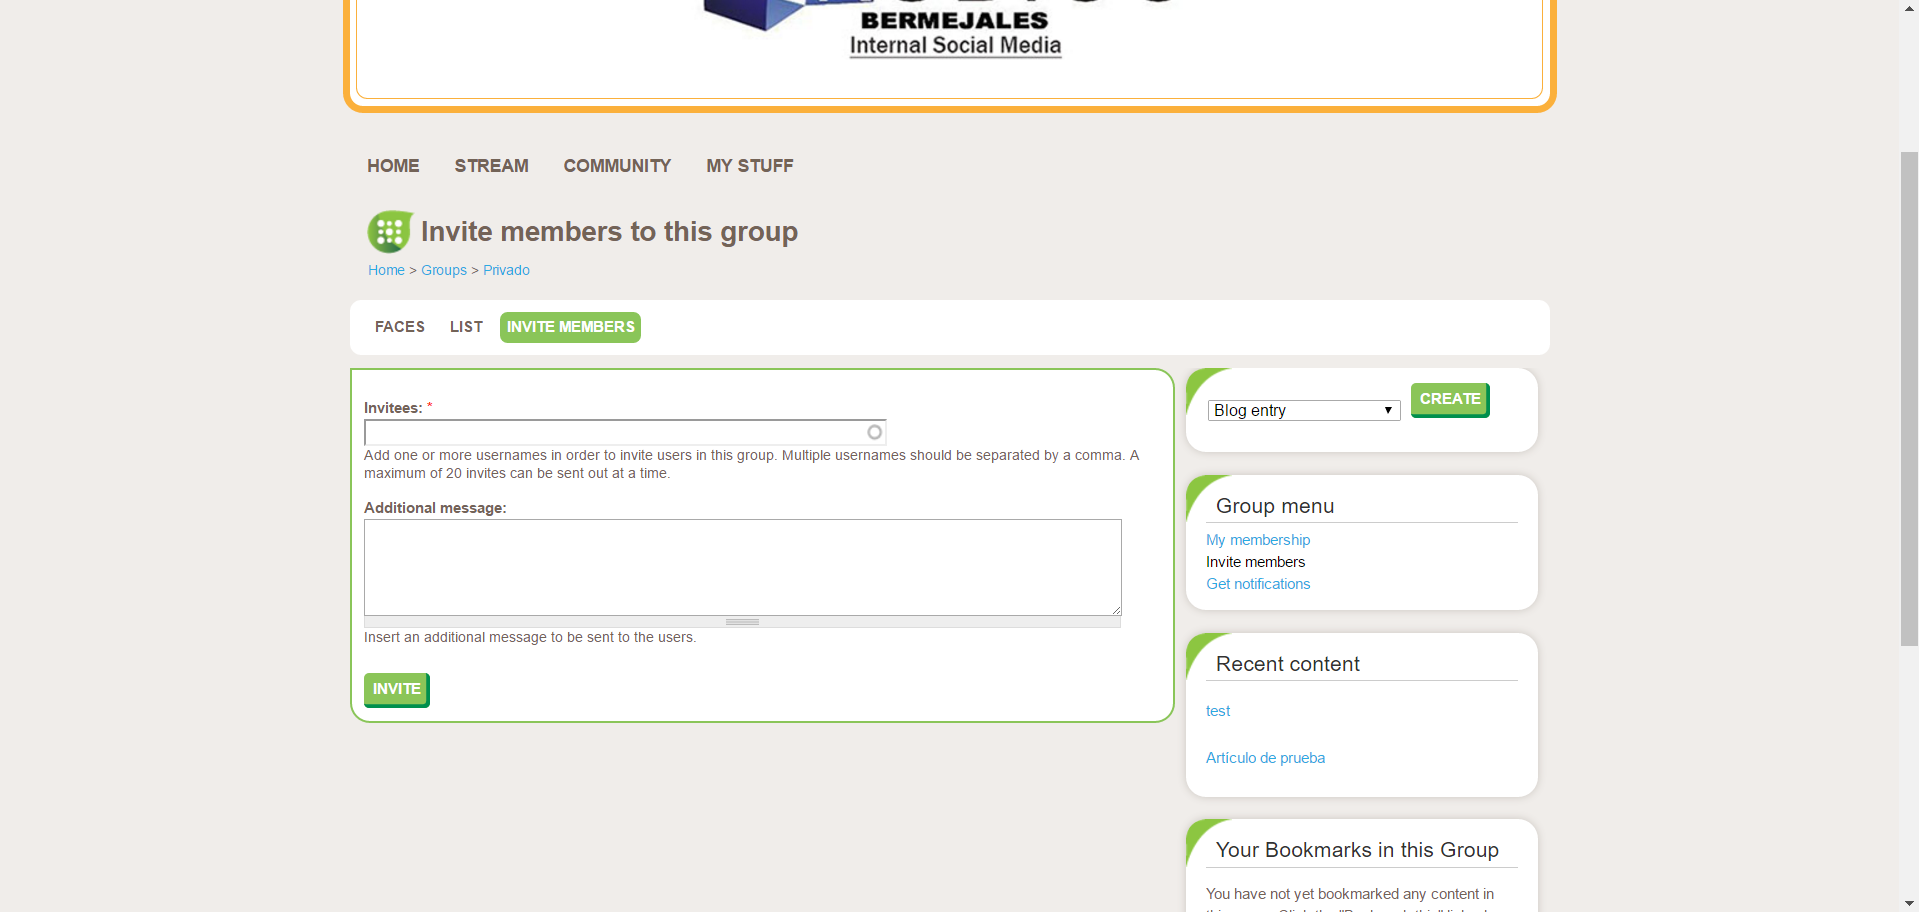 BERMEJALES
Internal Social Media
HOME STREAM COMMUNITY MY STUFF
Invite members to this group
Home > Groups > Privado
FACES LIST INVITE MEMBERS
Invitees: *
Add one or more usernames in order to invite users in this group. Multiple usernames should be separated by a comma. A
maximum of 20 invites can be sent out at a time.
Additional message:
Insert an additional message to be sent to the users.
INVITE
Blog entry
CREATE
Group menu
My membership
Invite members
Get notifications
Recent content
test
Artículo de prueba
Your Bookmarks in this Group
You have not yet bookmarked any content in